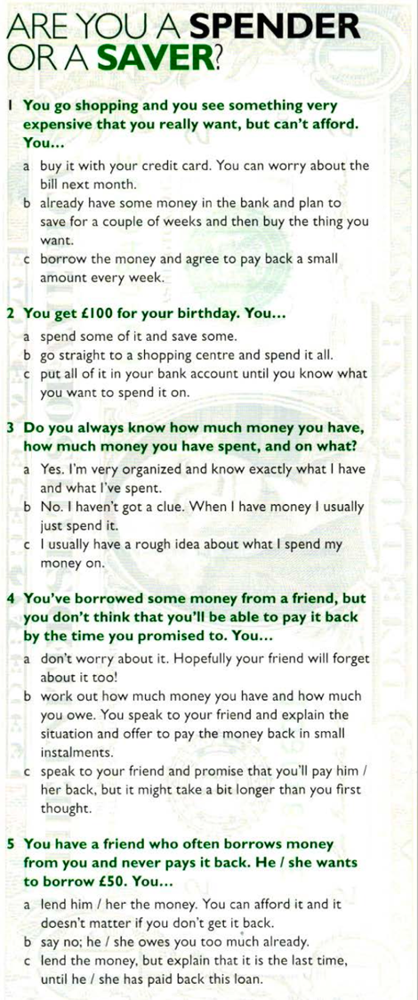 ARE YOU A SPENDER
OR A SAVER?
1 You go shopping and you see something very
expensive that you really want, but can't afford.
You...
a buy it with your credit card. You can worry about the
bill next month.
b already have some money in the bank and plan to
save for a couple of weeks and then buy the thing you
want.
c borrow the money and agree to pay back a small
amount every week.
2 You get £100 for your birthday. You...
a spend some of it and save some.
b go straight to a shopping centre and spend it all.
c put all of it in your bank account until you know what
you want to spend it on.
3 Do you always know how much money you have,
how much money you have spent, and on what?
a Yes. I'm very organized and know exactly what I have
and what I've spent.
b No. I haven't got a clue. When I have money I usually
just spend it.
c I usually have a rough idea about what I spend my
money on.
4 You've borrowed some money from a friend, but
you don't think that you'll be able to pay it back
by the time you promised to. You...
a don't worry about it. Hopefully your friend will forget
about it too!
b work out how much money you have and how much
you owe. You speak to your friend and explain the
situation and offer to pay the money back in small
instalments.
c speak to your friend and promise that you'll pay him /
her back, but it might take a bit longer than you first
thought.
5 You have a friend who often borrows money
from you and never pays it back. He / she wants
to borrow £50. You...
a lend him / her the money. You can afford it and it
doesn't matter if you don't get it back.
b say no; he / she owes you too much already.
c lend the money, but explain that it is the last time,
until he / she has paid back this loan.